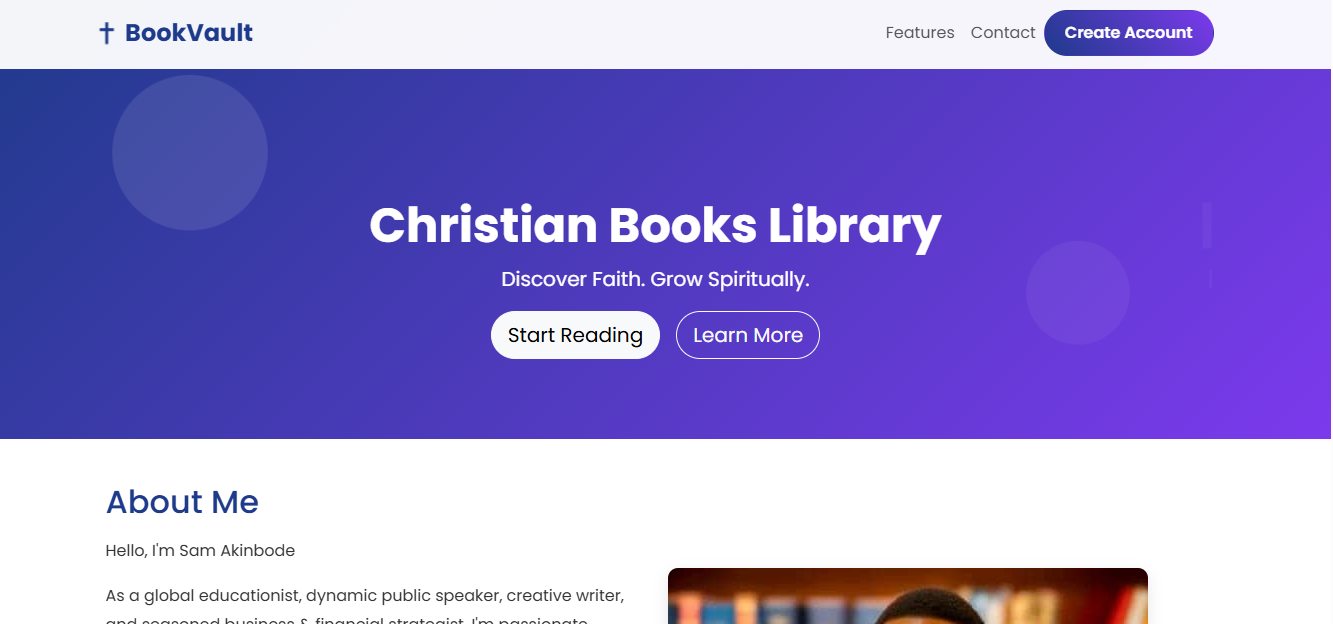 BookVault
Features Contact Create Account
Christian Books Library
Discover Faith. Grow Spiritually.
Start Reading Learn More
About Me
Hello, I'm Sam Akinbode
As a global educationist, dynamic public speaker, creative writer,
and seasoned business & financial strategist, I'm passionate